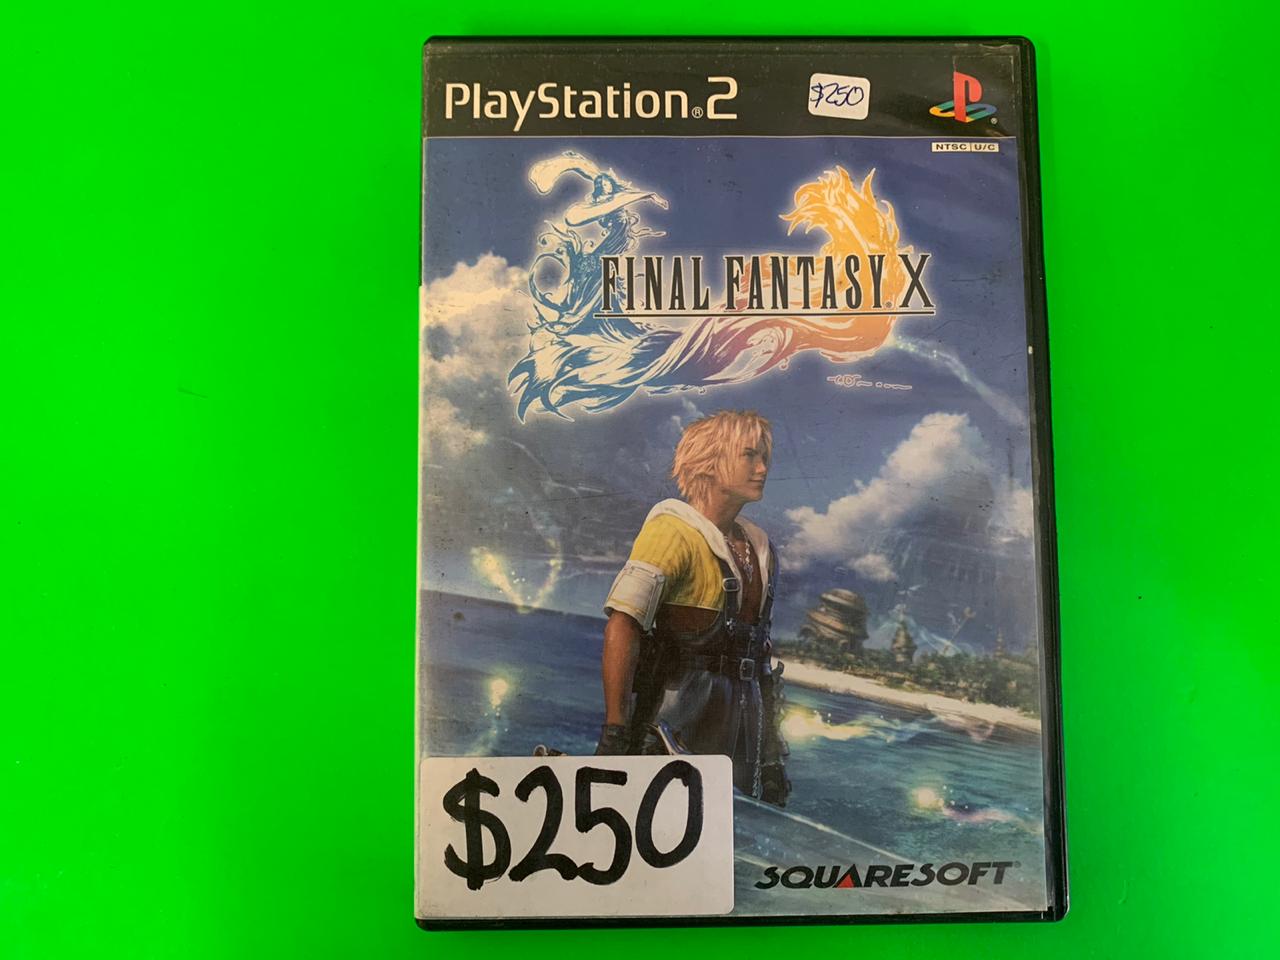 PlayStation®2
$250
NTSC U/C
FINAL FANTASY® X
$250
SQUARESOFT®